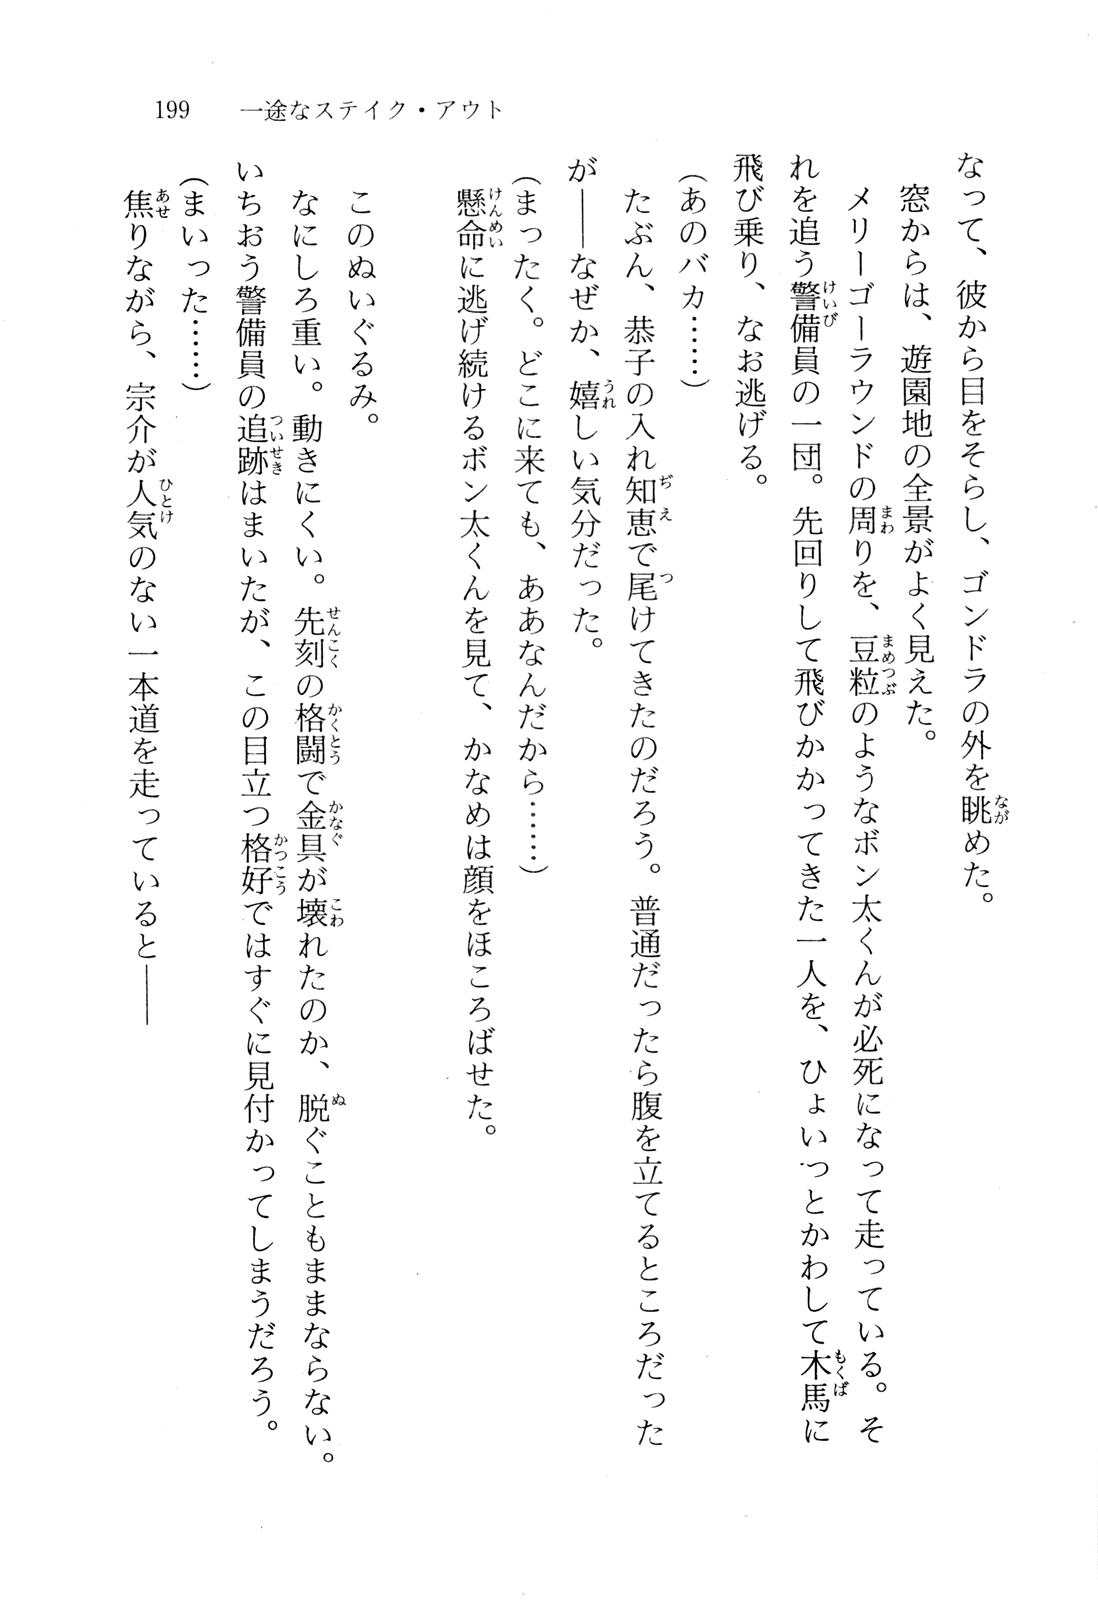 199　一途なステイク・アウト
なって、彼から目をそらし、ゴンドラの外を眺めた。
窓からは、遊園地の全景がよく見えた。
メリーゴーラウンドの周りを、豆粒のようなボン太くんが必死になって走っている。そ
れを追う警備員の一団。先回りして飛びかかってきた一人を、ひょいっとかわして木馬に
飛び乗り、なお逃げる。
（あのバカ……）
たぶん、恭子の入れ知恵で尾けてきたのだろう。普通だったら腹を立てるところだった
が――なぜか、嬉しい気分だった。
（まったく。どこに来ても、ああなんだから……）
懸命に逃げ続けるボン太くんを見て、かなめは顔をほころばせた。
このぬいぐるみ。
なにしろ重い。動きにくい。先刻の格闘で金具が壊れたのか、脱ぐこともままならない。
いちおう警備員の追跡はまいたが、この目立つ格好ではすぐに見付かってしまうだろう。
（まいった……）
焦りながら、宗介が人気のない一本道を走っていると――